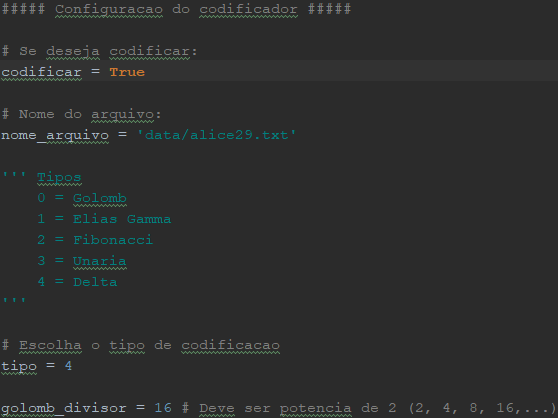 ##### Configuracao do codificador #####
# Se deseja codificar:
codificar = True
# Nome do arquivo:
nome_arquivo = 'data/alice29.txt'
''' Tipos
0 = Golomb
1 = Elias Gamma
2 = Fibonacci
3 = Unaria
4 = Delta
'''
# Escolha o tipo de codificacao
tipo = 4
golomb_divisor = 16 # Deve ser potencia de 2 (2, 4, 8, 16,...)